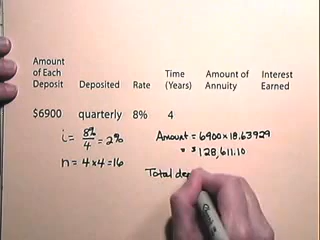 Amount of Each Deposit Deposited Rate Time (Years) Amount of Annuity Interest Earned
$6900 quarterly 8% 4
i = 8%/4 = 2%
n = 4×4=16
Amount = 6900×18.63929
= $128,611.10
Total dep